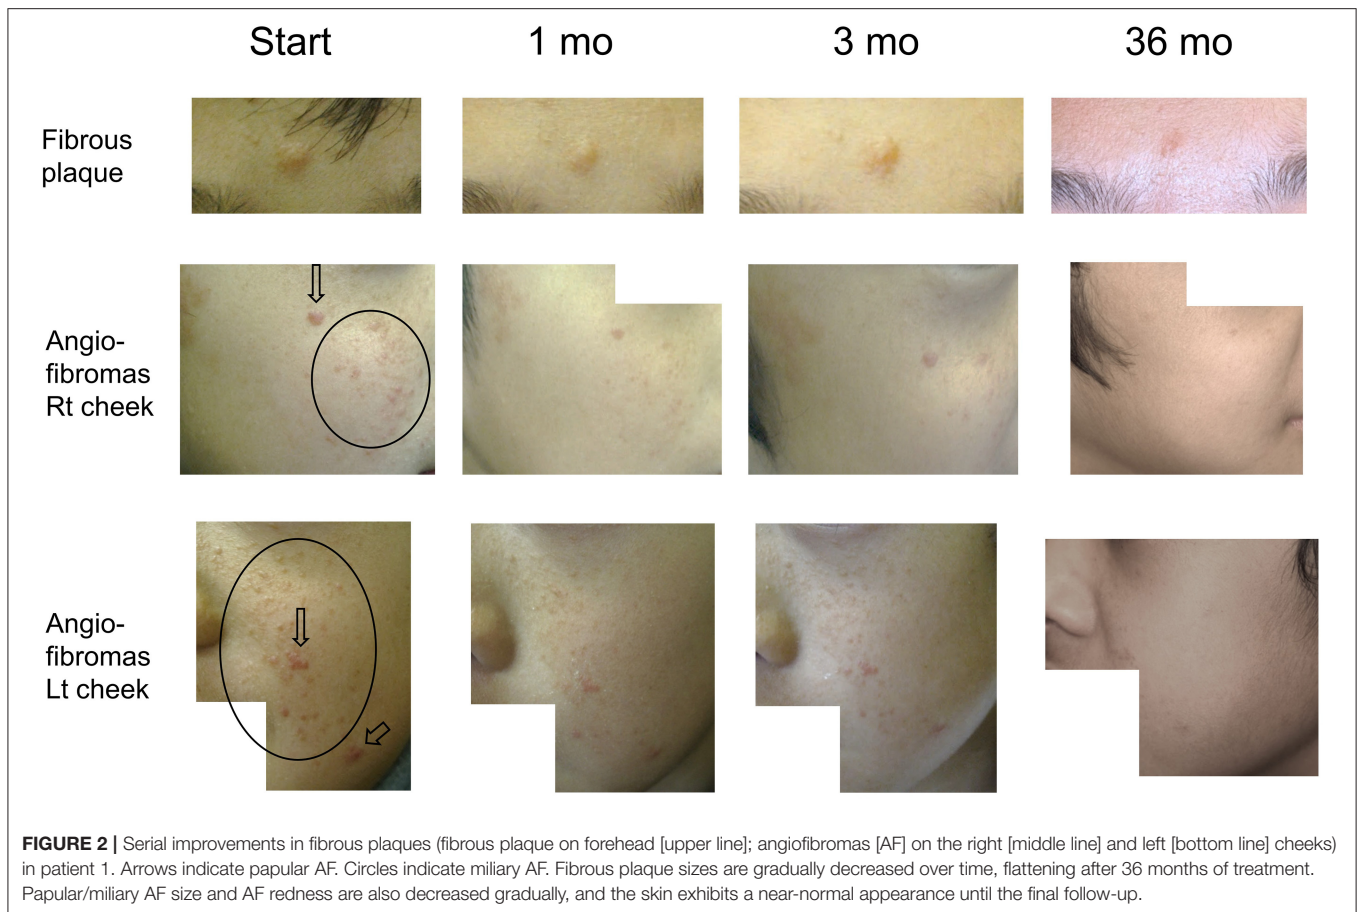 Start 1 mo 3 mo 36 mo
Fibrous
plaque
Angio-
fibromas
Rt cheek
Angio-
fibromas
Lt cheek
FIGURE 2 | Serial improvements in fibrous plaques (fibrous plaque on forehead [upper line]; angiofibromas [AF] on the right [middle line] and left [bottom line] cheeks)
in patient 1. Arrows indicate papular AF. Circles indicate miliary AF. Fibrous plaque sizes are gradually decreased over time, flattening after 36 months of treatment.
Papular/miliary AF size and AF redness are also decreased gradually, and the skin exhibits a near-normal appearance until the final follow-up.